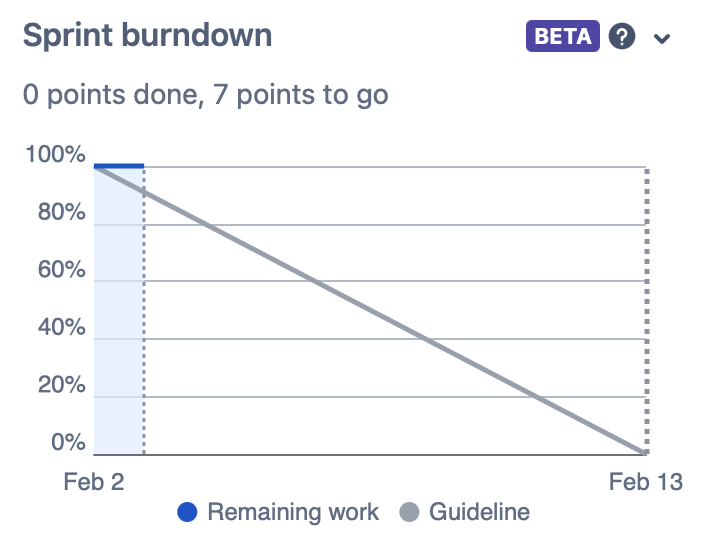 Sprint burndown BETA ?
0 points done, 7 points to go
100%
80%
60%
40%
20%
0%
Feb 2 Feb 13
Remaining work Guideline